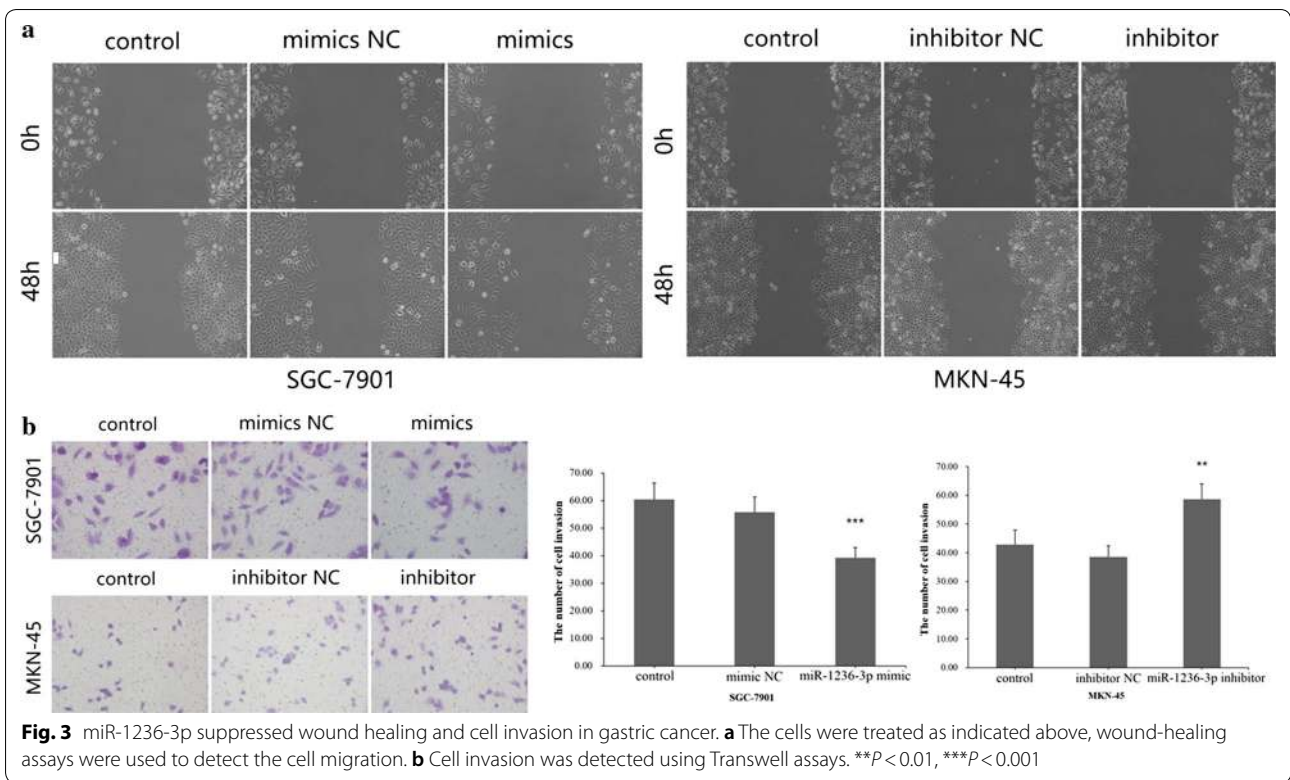 a
control mimics NC mimics
control inhibitor NC inhibitor
0h
48h
0h
48h
SGC-7901
MKN-45
b
control mimics NC mimics
SGC-7901
control inhibitor NC inhibitor
MKN-45
The number of cell invasion
70.00
60.00
50.00
40.00
30.00
20.00
10.00
0.00
***
control mimic NC miR-1236-3p mimic
SGC-7901
The number of cell invasion
70.00
60.00
50.00
40.00
30.00
20.00
10.00
0.00
**
control inhibitor NC miR-1236-3p inhibitor
MKN-45
Fig. 3 miR-1236-3p suppressed wound healing and cell invasion in gastric cancer. a The cells were treated as indicated above, wound-healing
assays were used to detect the cell migration. b Cell invasion was detected using Transwell assays. **P < 0.01, ***P < 0.001